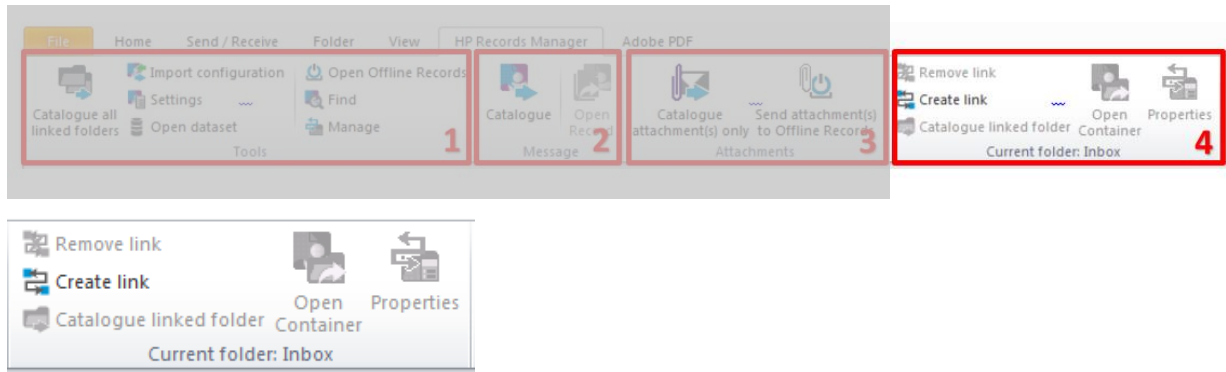 File Home Send / Receive Folder View HP Records Manager Adobe PDF
Import configuration Open Offline Records
Settings Find
Catalogue all
linked folders
Open dataset Manage
Tools
1
Catalogue Open
Record
Message
2
Catalogue Send attachment(s)
attachment(s) only to Offline Records
Attachments
3
Remove link
Create link
Catalogue linked folder
Open
Container
Properties
Current folder: Inbox
4
Remove link
Create link
Catalogue linked folder
Open
Container
Properties
Current folder: Inbox